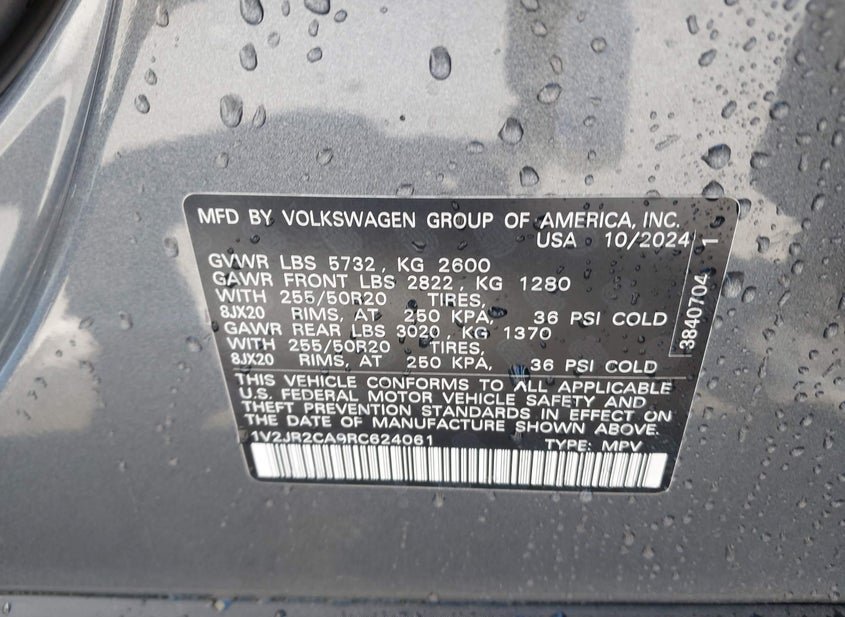 MFD BY VOLKSWAGEN GROUP OF AMERICA, INC.
USA 10/2024
GVWR LBS 5732, KG 2600
GAWR FRONT LBS 2822, KG 1280
WITH 255/50R20 TIRES,
8JX20 RIMS, AT 250 KPA, 36 PSI COLD
GAWR REAR LBS 3020, KG 1370
WITH 255/50R20 TIRES,
8JX20 RIMS, AT 250 KPA, 36 PSI COLD
THIS VEHICLE CONFORMS TO ALL APPLICABLE
U.S. FEDERAL MOTOR VEHICLE SAFETY AND
THEFT PREVENTION STANDARDS IN EFFECT ON
THE DATE OF MANUFACTURE SHOWN ABOVE.
1V2JR2CA9RC624061 TYPE: MPV
3840704 1